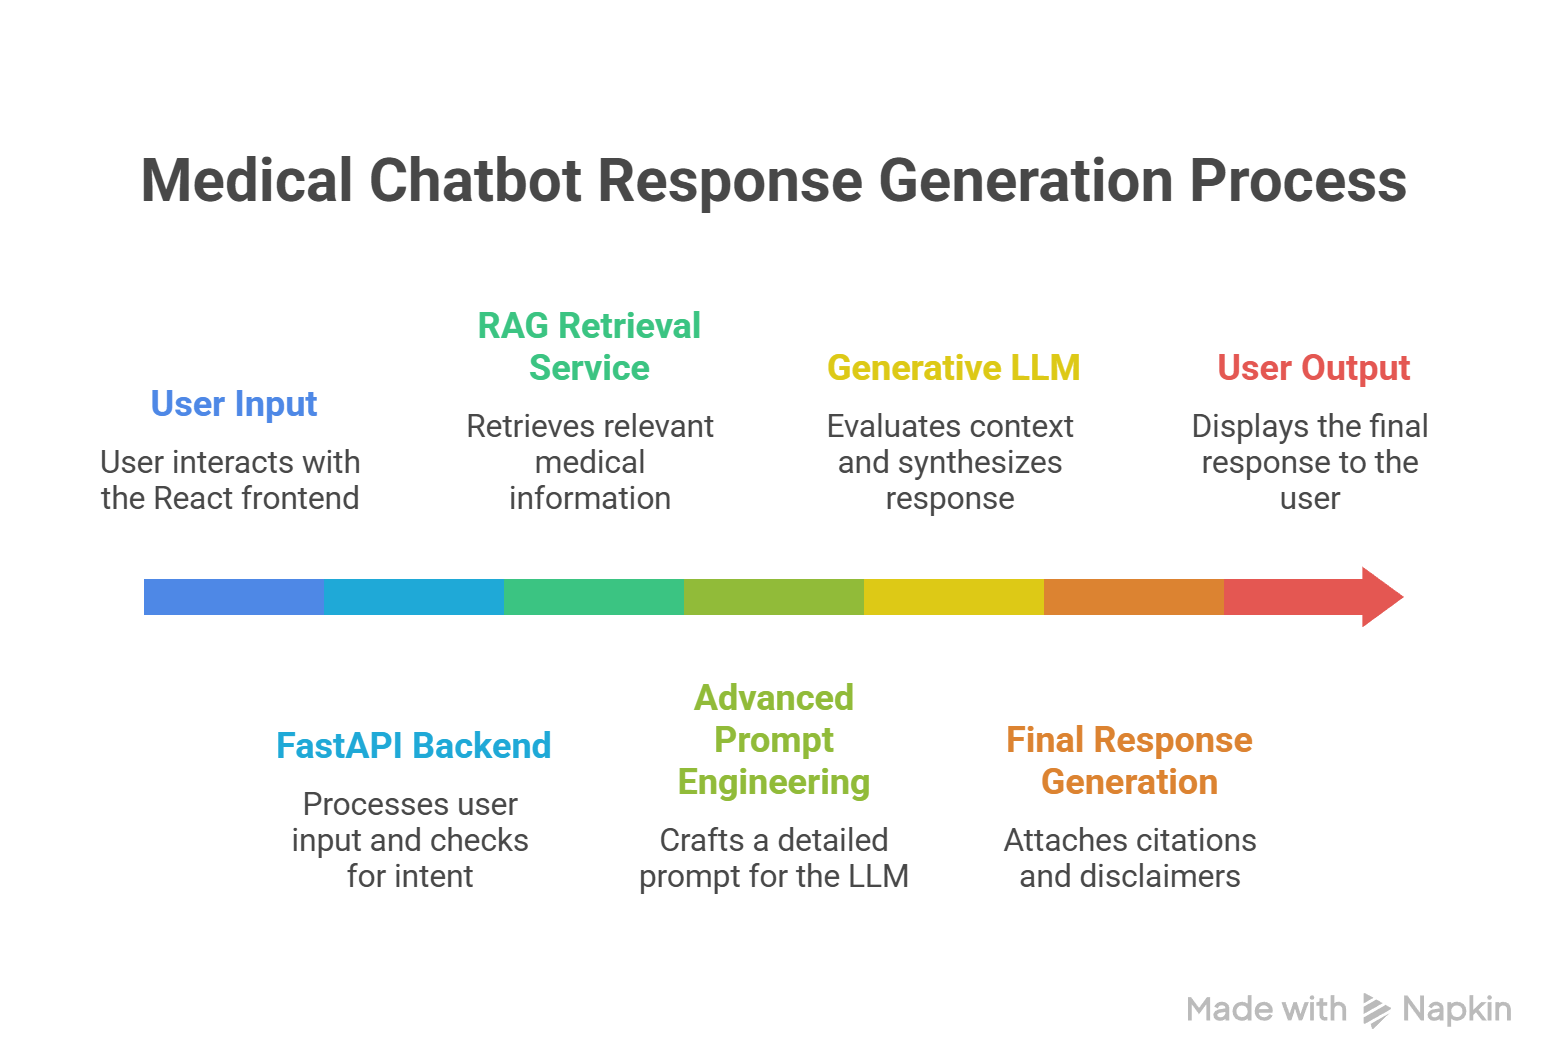 Medical Chatbot Response Generation Process
User Input
User interacts with
the React frontend
FastAPI Backend
Processes user
input and checks
for intent
RAG Retrieval
Service
Retrieves relevant
medical
information
Advanced
Prompt
Engineering
Crafts a detailed
prompt for the LLM
Generative LLM
Evaluates context
and synthesizes
response
Final Response
Generation
Attaches citations
and disclaimers
User Output
Displays the final
response to the
user
Made with Napkin